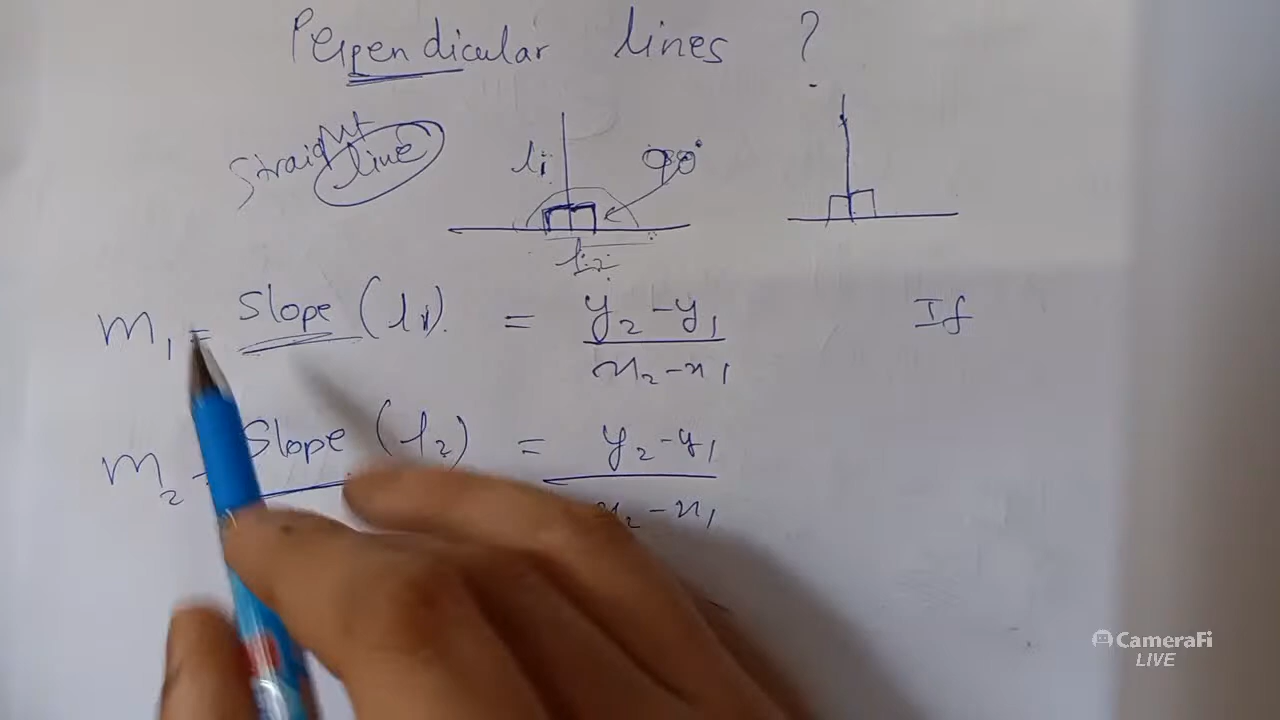 Perpendicular lines ?
Straight line
l₁ 90°
l₂
m₁ = Slope (l₁) = y₂ - y₁ / x₂ - x₁ If
m₂ = Slope (l₂) = y₂ - y₁ / x₂ - x₁
CameraFi
LIVE